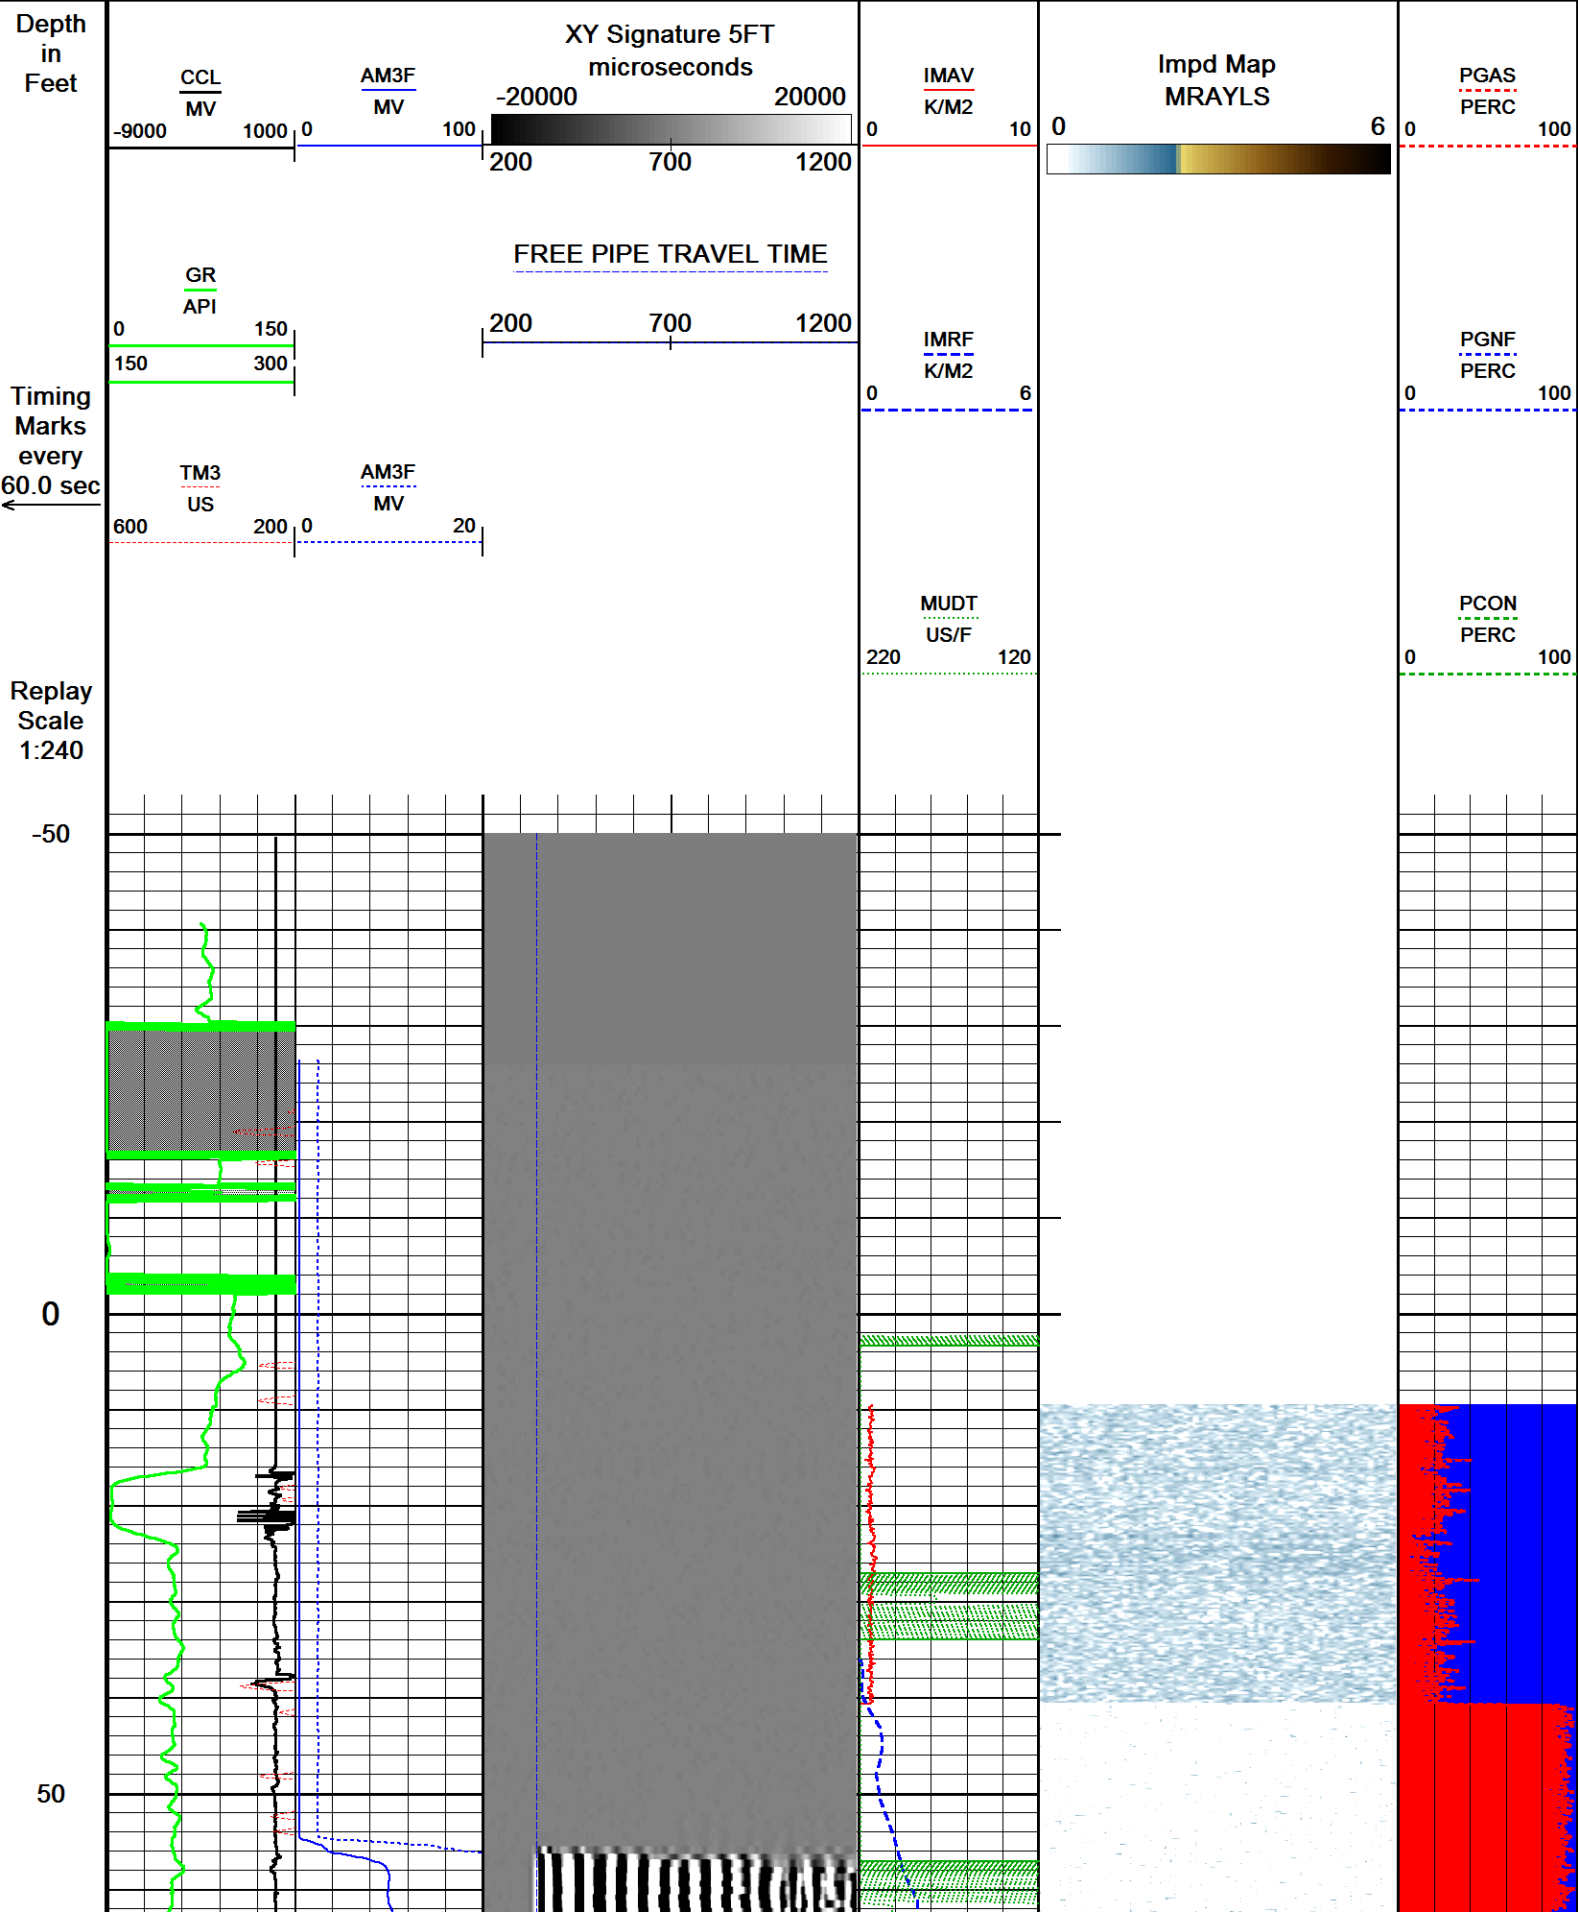 Depth
in
Feet
CCL
MV
-9000 1000
AM3F
MV
0 100
XY Signature 5FT
microseconds
-20000 20000
200 700 1200
IMAV
K/M2
0 10
Impd Map
MRAYLS
0 6
PGAS
PERC
0 100
FREE PIPE TRAVEL TIME
200 700 1200
GR
API
0 150
150 300
IMRF
K/M2
0 6
PGNF
PERC
0 100
Timing
Marks
every
60.0 sec
TM3
US
600 200
AM3F
MV
0 20
MUDT
US/F
220 120
PCON
PERC
0 100
Replay
Scale
1:240
-50
0
50